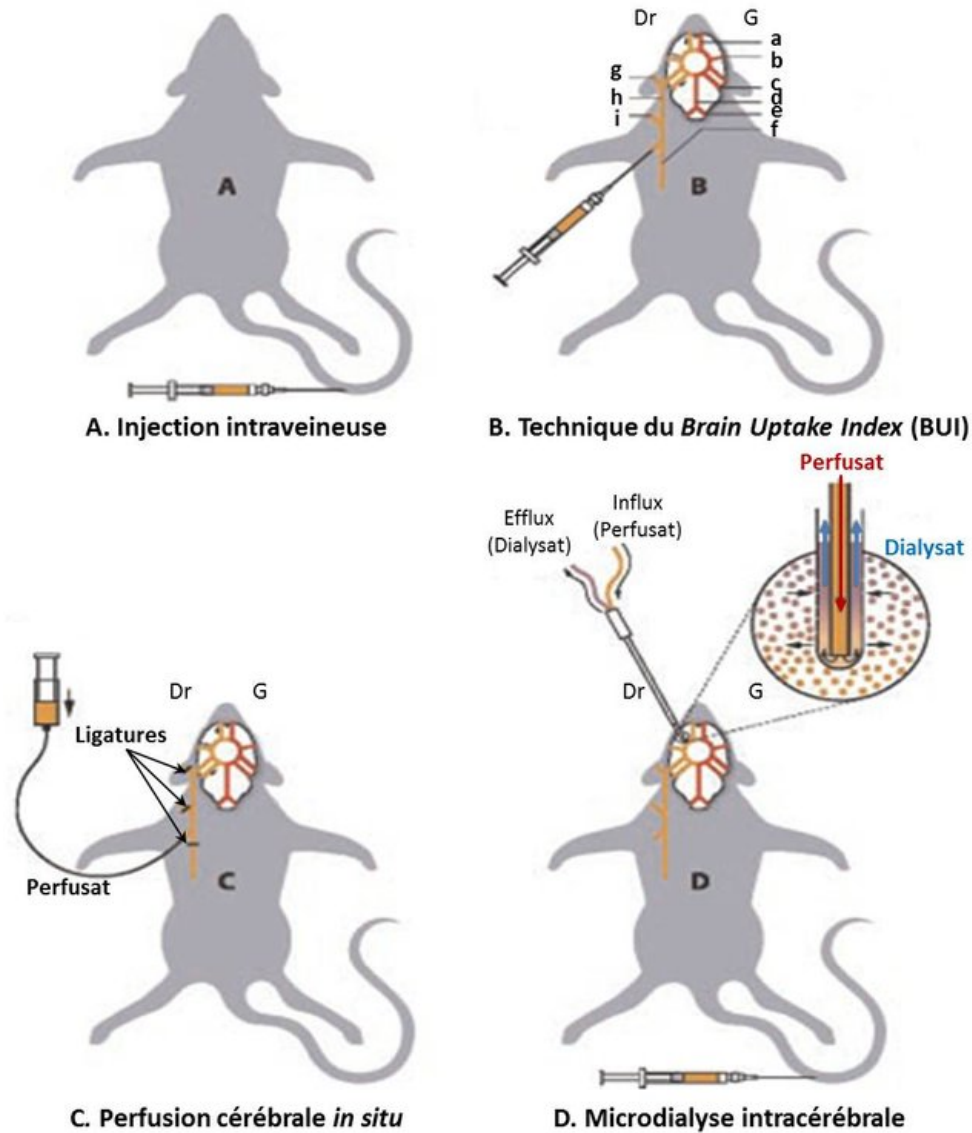 Dr G
a
b
c
d
e
f
g
h
i
A
B
A. Injection intraveineuse
B. Technique du Brain Uptake Index (BUI)
Perfusat
Dialysat
Efflux
(Dialysat)
Influx
(Perfusat)
Dr G
Ligatures
Perfusat
C
Dr G
D
C. Perfusion cérébrale in situ
D. Microdialyse intracérébrale